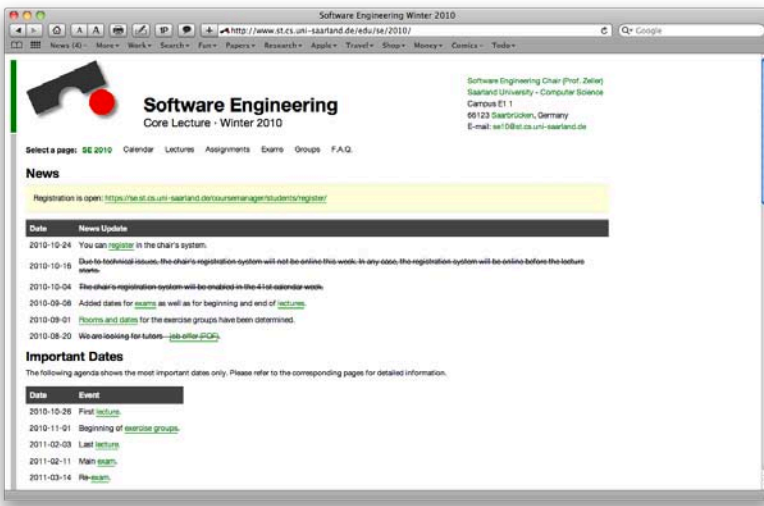 Software Engineering Winter 2010
A A 1P + http://www.st.cs.uni-saarland.de/edu/se/2010/ Google
News (4) More Work Search Fun Papers Research Apple Travel Shop Money Comics Todo
Software Engineering
Core Lecture · Winter 2010
Software Engineering Chair (Prof. Zeller)
Saarland University - Computer Science
Campus E1 1
66123 Saarbrücken, Germany
E-mail: se10@st.cs.uni-saarland.de
Select a page: SE 2010 Calendar Lectures Assignments Exams Groups F.A.Q.
News
Registration is open: https://se.st.cs.uni-saarland.de/coursemanager/students/register/
Date News Update
2010-10-24 You can register in the chair's system.
2010-10-16 Due to technical issues, the chair's registration system will not be online this week. In any case, the registration system will be online before the lecture
starts.
2010-10-04 The chair's registration system will be enabled in the 41st calendar week.
2010-09-08 Added dates for exams as well as for beginning and end of lectures.
2010-09-01 Rooms and dates for the exercise groups have been determined.
2010-08-20 We are looking for tutors - job offer (PDF).
Important Dates
The following agenda shows the most important dates only. Please refer to the corresponding pages for detailed information.
Date Event
2010-10-26 First lecture.
2010-11-01 Beginning of exercise groups.
2011-02-03 Last lecture.
2011-02-11 Main exam.
2011-03-14 Re-exam.